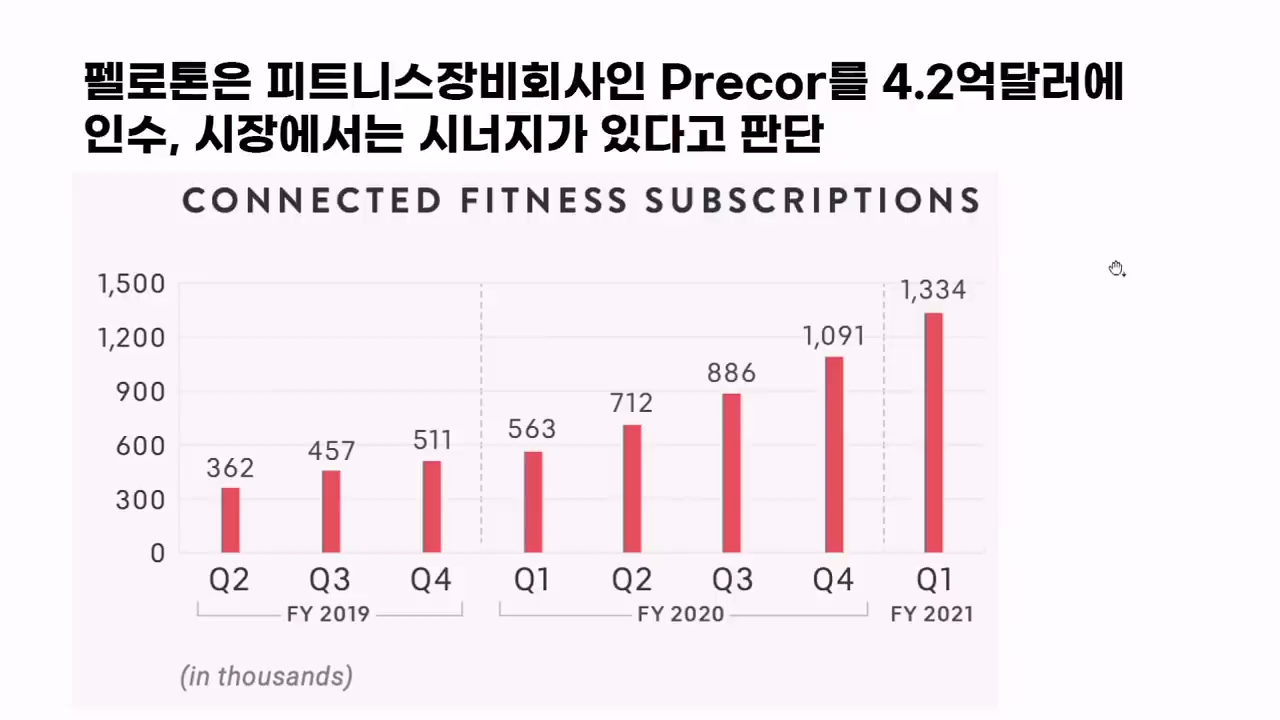 펠로톤은 피트니스장비회사인 Precor를 4.2억달러에
인수, 시장에서는 시너지가 있다고 판단
CONNECTED FITNESS SUBSCRIPTIONS
1,500
1,200
900
600
300
0
362
457
511
563
712
886
1,091
1,334
Q2 Q3 Q4 Q1 Q2 Q3 Q4 Q1
FY 2019 FY 2020 FY 2021
(in thousands)